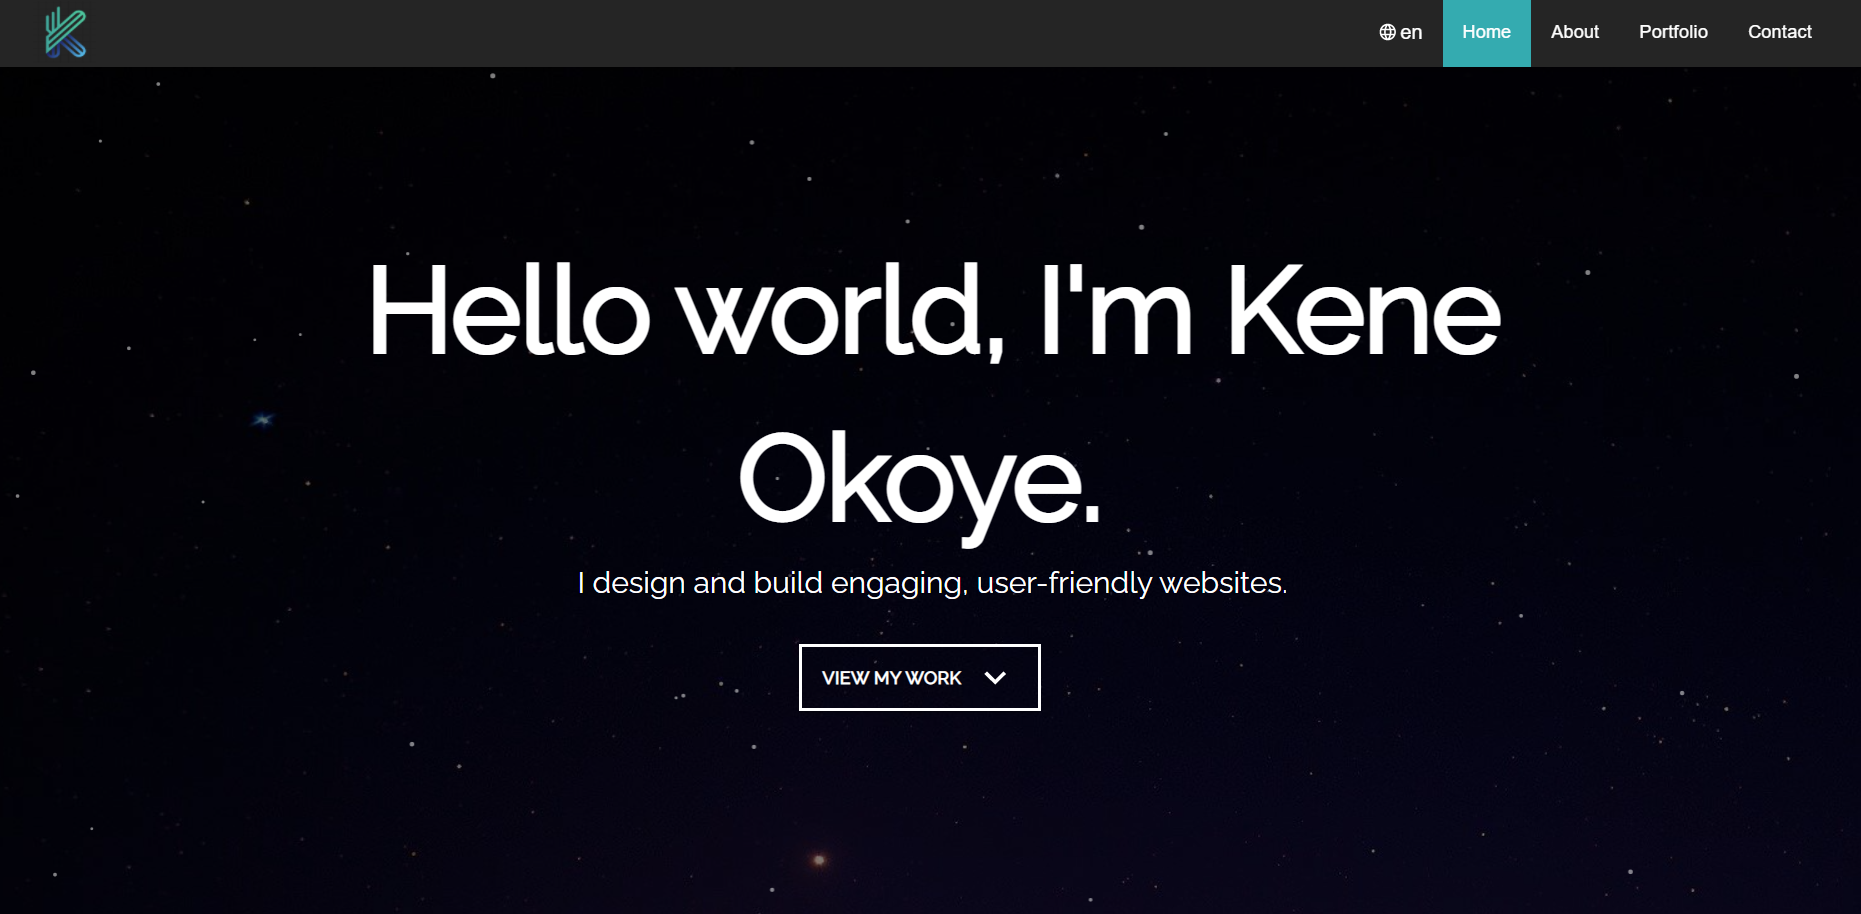 en
Home
About
Portfolio
Contact
Hello world, I'm Kene
Okoye.
I design and build engaging, user-friendly websites.
VIEW MY WORK